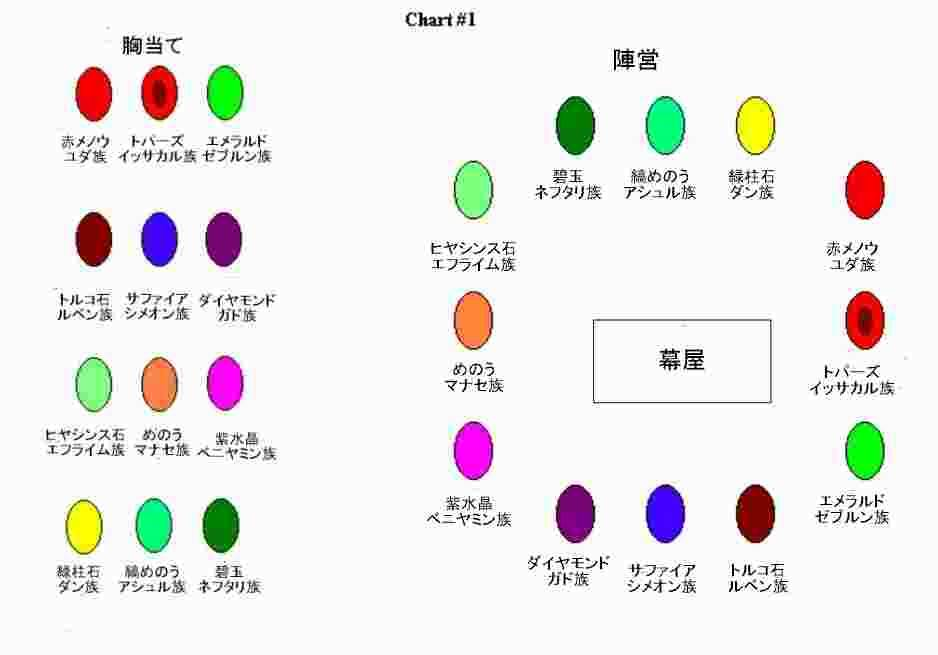 Chart #1
胸当て
赤メノウ
ユダ族
トパーズ
イッサカル族
エメラルド
ゼブルン族
トルコ石
ルベン族
サファイア
シメオン族
ダイヤモンド
ガド族
ヒヤシンス石
エフライム族
めのう
マナセ族
紫水晶
ベニヤミン族
緑柱石
ダン族
縞めのう
アシュル族
碧玉
ネフタリ族
陣営
碧玉
ネフタリ族
縞めのう
アシュル族
緑柱石
ダン族
ヒヤシンス石
エフライム族
赤メノウ
ユダ族
めのう
マナセ族
幕屋
トパーズ
イッサカル族
紫水晶
ベニヤミン族
エメラルド
ゼブルン族
ダイヤモンド
ガド族
サファイア
シメオン族
トルコ石
ルベン族